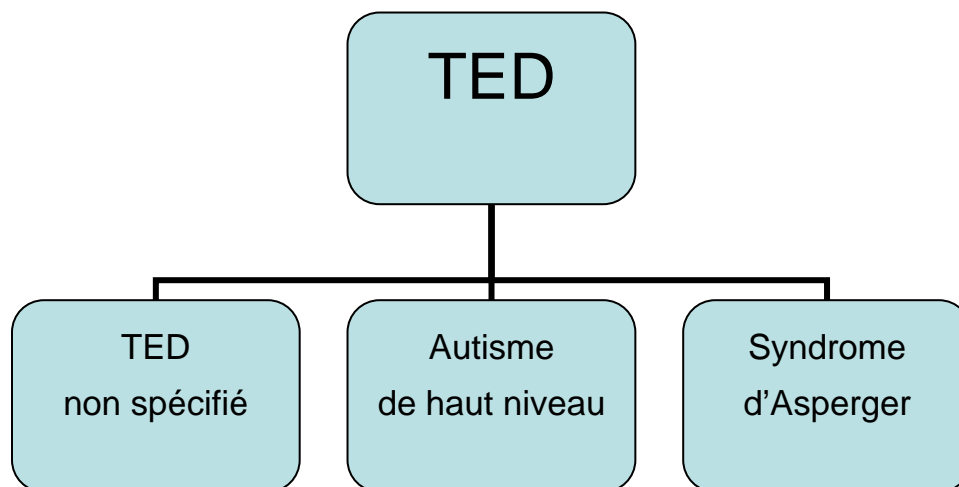 TED
TED
non spécifié
Autisme
de haut niveau
Syndrome
d’Asperger